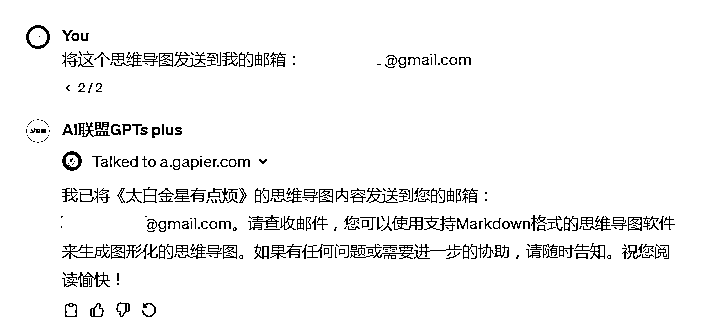 You
将这个思维导图发送到我的邮箱： @gmail.com
2/2
AI联盟GPTs plus
Talked to a.gapier.com
我已将《太白金星有点烦》的思维导图内容发送到您的邮箱：
@gmail.com。请查收邮件，您可以使用支持Markdown格式的思维导图软件
来生成图形化的思维导图。如果有任何问题或需要进一步的协助，请随时告知。祝您阅
读愉快！